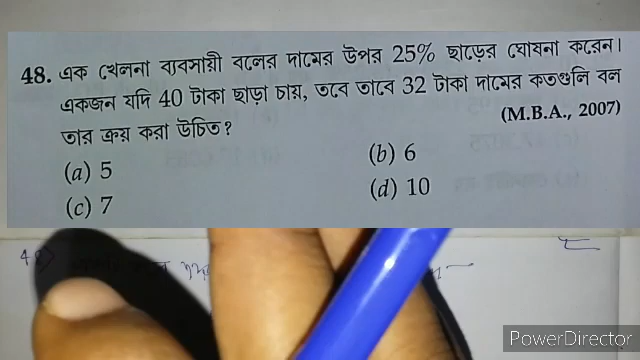 48. এক খেলনা ব্যবসায়ী বলের দামের উপর 25% ছাড়ের ঘোষনা করেন।
একজন যদি 40 টাকা ছাড়া চায়, তবে তাবে 32 টাকা দামের কতগুলি বল
তার ক্রয় করা উচিত?
(M.B.A., 2007)
(a) 5
(b) 6
(c) 7
(d) 10
48)
PowerDirector